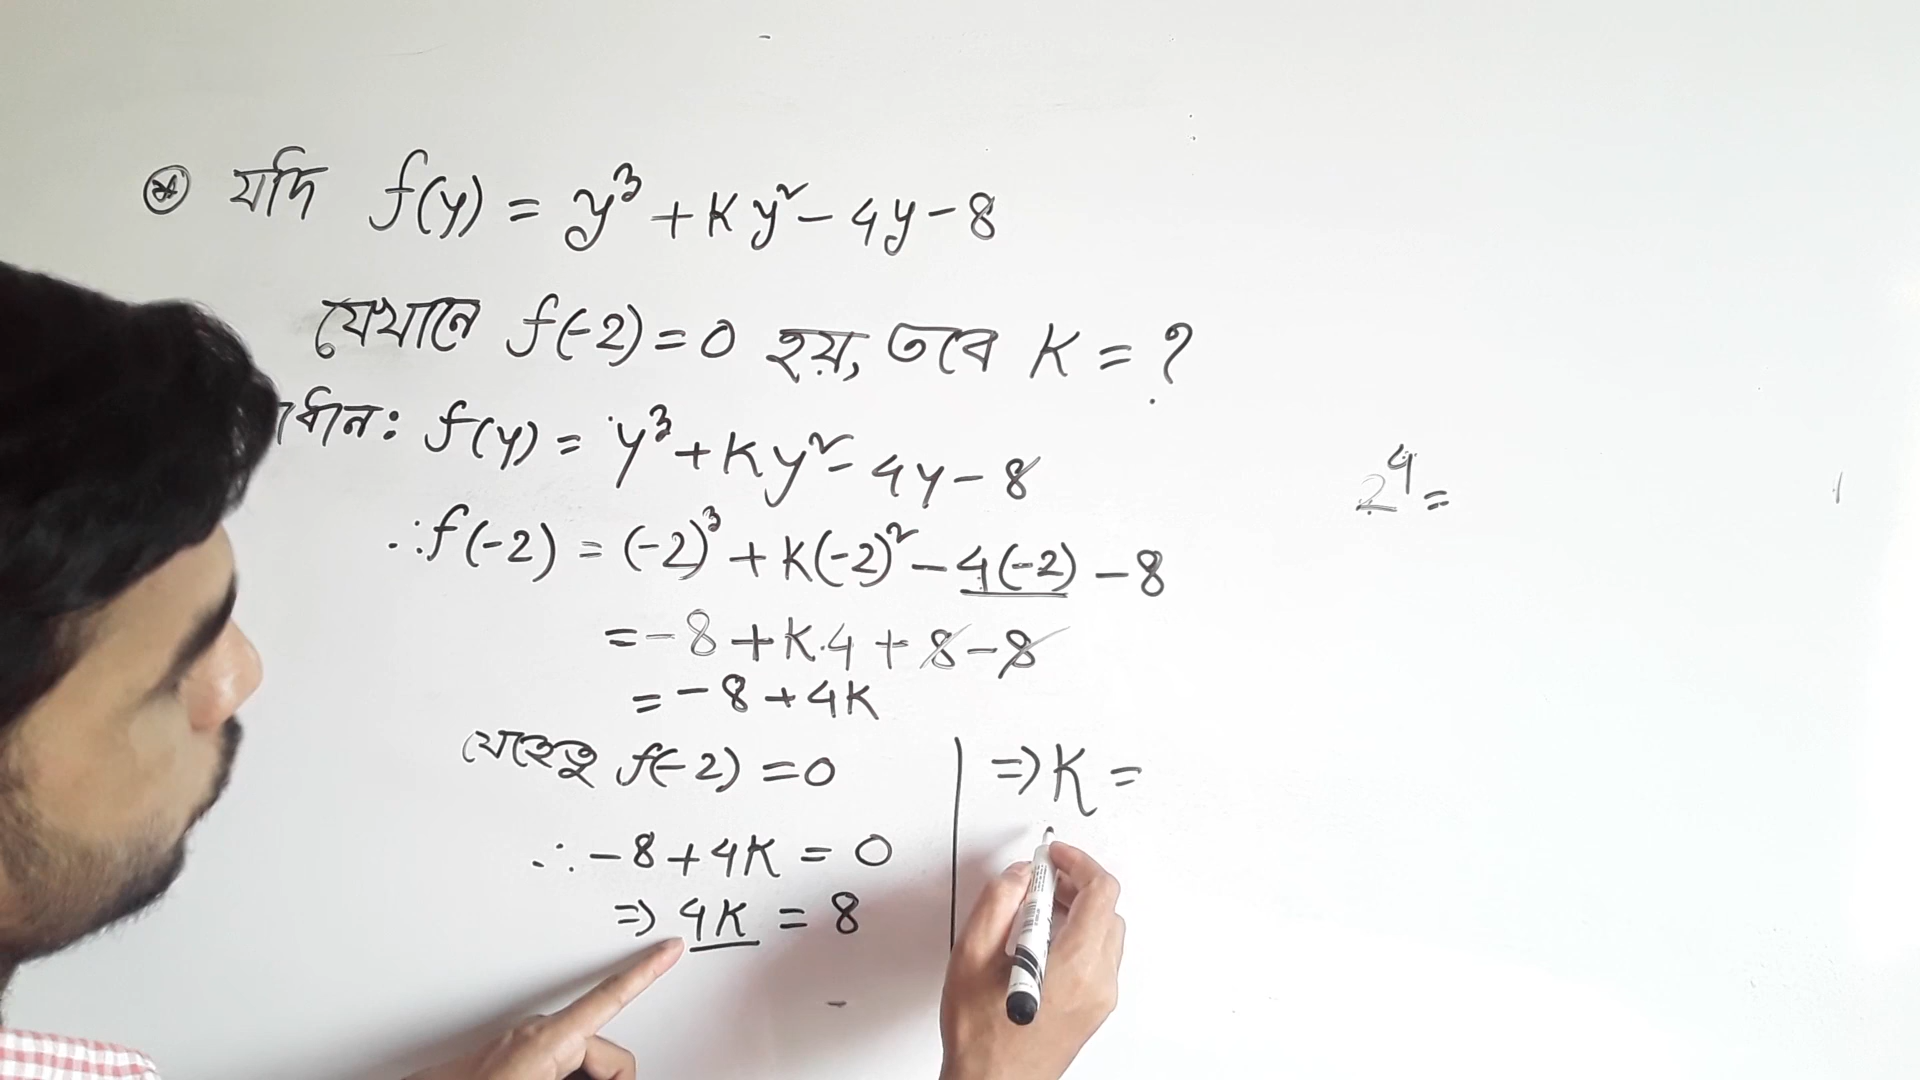 ⊛ যদি f(y) = y³ + Ky² - 4y - 8
যেখানে f(-2) = 0 হয়, তবে K = ?
ধান: f(y) = y³ + Ky² - 4y - 8
∴ f(-2) = (-2)³ + K(-2)² - 4(-2) - 8
= -8 + K.4 + 8 - 8
= -8 + 4K
যেহেতু f(-2) = 0
∴ -8 + 4K = 0
⇒ 4K = 8
⇒ K =
2⁴ =